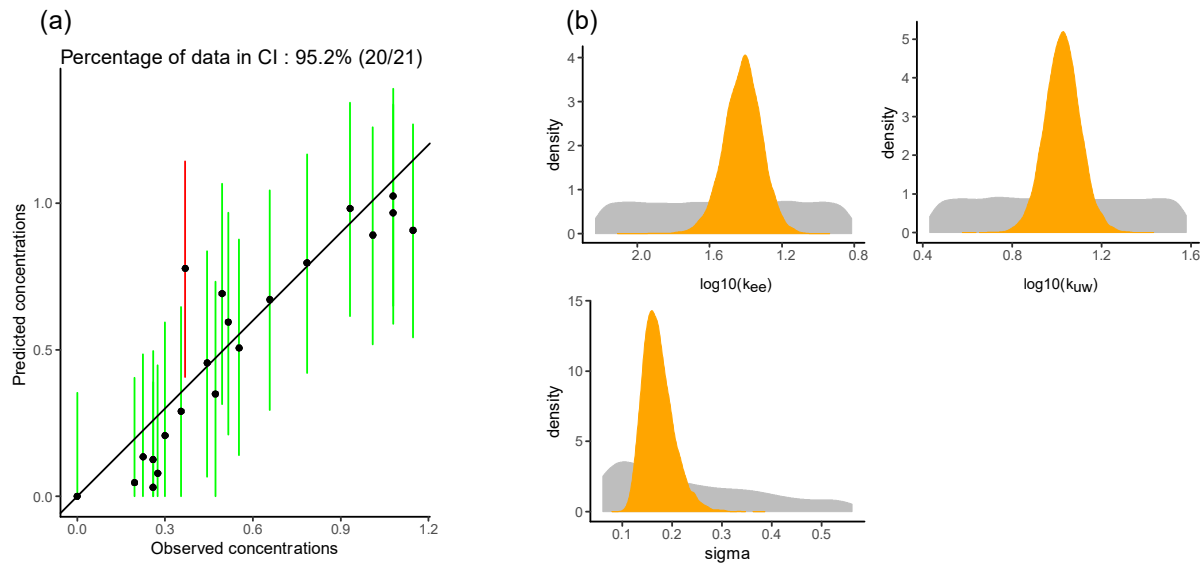 (a)
Percentage of data in CI : 95.2% (20/21)
1.0
0.5
0.0
0.0 0.3 0.6 0.9 1.2
Predicted concentrations
Observed concentrations
(b)
4
3
2
1
0
density
2.0 1.6 1.2 0.8
log10(kee)
5
4
3
2
1
0
density
0.4 0.8 1.2 1.6
log10(kuw)
15
10
5
0
density
0.1 0.2 0.3 0.4 0.5
sigma